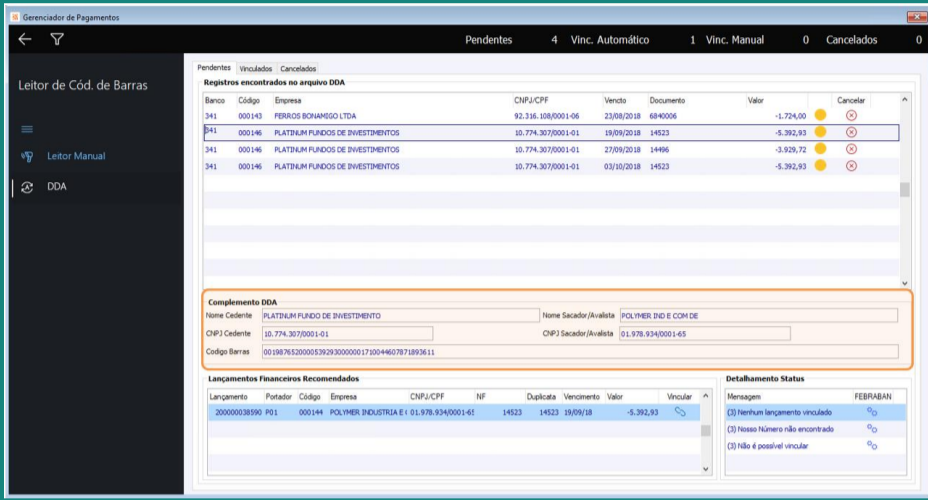 Gerenciador de Pagamentos
Pendentes 4 Vinc. Automático 1 Vinc. Manual 0 Cancelados 0
Leitor de Cód. de Barras
Leitor Manual
DDA
Pendentes Vinculados Cancelados
Registros encontrados no arquivo DDA
Banco Código Empresa CNPJ/CPF Vencto Documento Valor Cancelar
341 000143 FERROS BONAMIGO LTDA 92.316.108/0001-06 23/08/2018 6840006 -1.724,00
341 000146 PLATINUM FUNDOS DE INVESTIMENTOS 10.774.307/0001-01 19/09/2018 14523 -5.392,93
341 000146 PLATINUM FUNDOS DE INVESTIMENTOS 10.774.307/0001-01 27/09/2018 14496 -3.929,72
341 000146 PLATINUM FUNDOS DE INVESTIMENTOS 10.774.307/0001-01 03/10/2018 14523 -5.392,93
Complemento DDA
Nome Cedente PLATINUM FUNDO DE INVESTIMENTO Nome Sacador/Avalista POLYMER IND E COM DE
CNPJ Cedente 10.774.307/0001-01 CNPJ Sacador/Avalista 01.978.934/0001-65
Codigo Barras
Lançamentos Financeiros Recomendados
Lançamento Portador Código Empresa CNPJ/CPF NF Duplicata Vencimento Valor Vincular
200000038590 P01 000144 POLYMER INDUSTRIA E 01.978.934/0001-65 14523 14523 19/09/18 -5.392,93
Detalhamento Status
Mensagem FEBRABAN
(3) Nenhum lançamento vinculado
(3) Nosso Número não encontrado
(3) Não é possível vincular